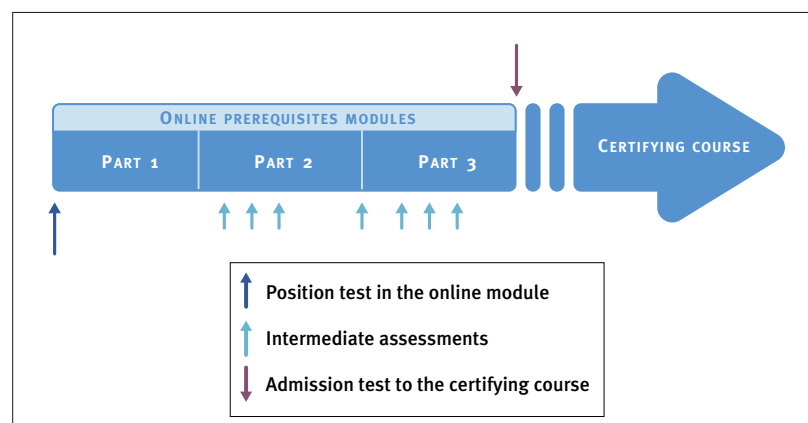 Online prerequisites modules
Part 1
Part 2
Part 3
Certifying course
Position test in the online module
Intermediate assessments
Admission test to the certifying course